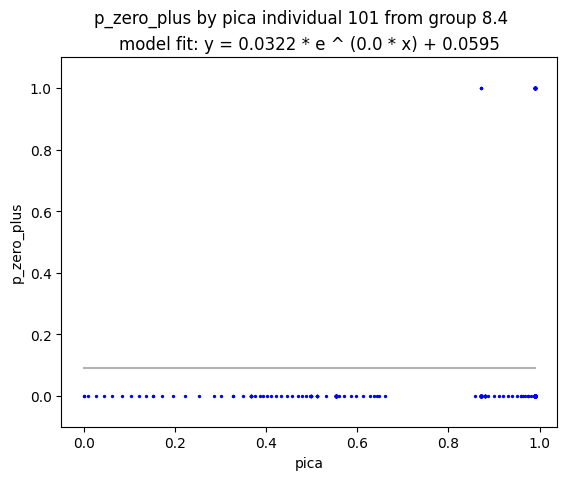 p_zero_plus by pica individual 101 from group 8.4
model fit: y = 0.0322 * e ^ (0.0 * x) + 0.0595
1.0
0.8
0.6
0.4
0.2
0.0
p_zero_plus
0.0 0.2 0.4 0.6 0.8 1.0
pica